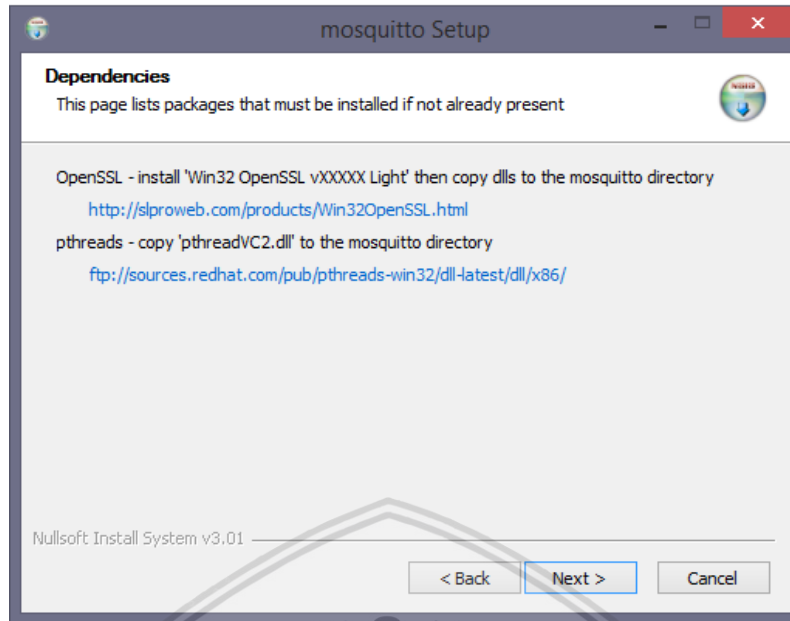 mosquitto Setup
Dependencies
This page lists packages that must be installed if not already present
OpenSSL - install 'Win32 OpenSSL vXXXXX Light' then copy dlls to the mosquitto directory
http://slproweb.com/products/Win32OpenSSL.html
pthreads - copy 'pthreadVC2.dll' to the mosquitto directory
ftp://sources.redhat.com/pub/pthreads-win32/dll-latest/dll/x86/
Nullsoft Install System v3.01
< Back Next > Cancel